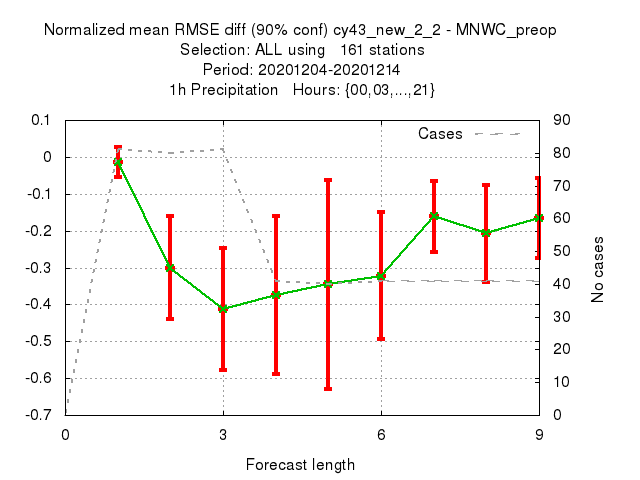 Normalized mean RMSE diff (90% conf) cy43_new_2_2 - MNWC_preop
Selection: ALL using 161 stations
Period: 20201204-20201214
1h Precipitation Hours: {00,03,...,21}
Cases
0.1
0
-0.1
-0.2
-0.3
-0.4
-0.5
-0.6
-0.7
90
80
70
60
50
40
30
20
10
0
No cases
0 3 6 9
Forecast length